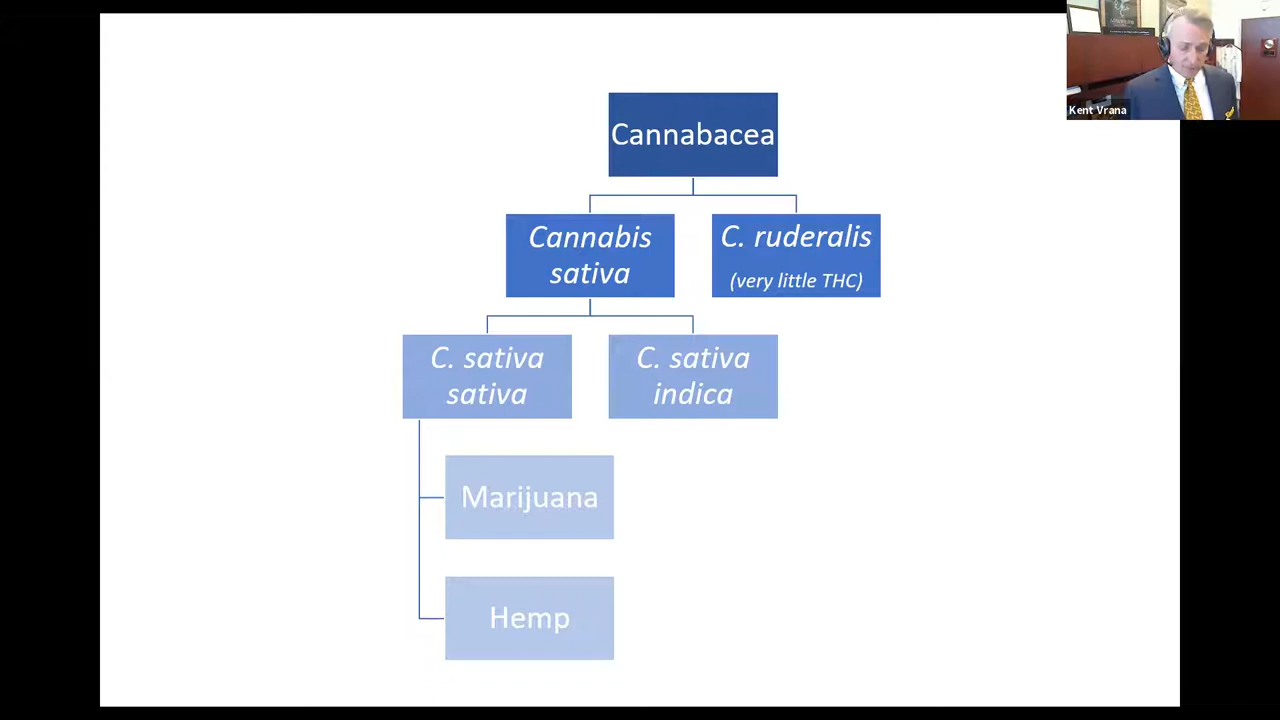 Cannabacea
Cannabis
sativa
C. ruderalis
(very little THC)
C. sativa
sativa
C. sativa
indica
Marijuana
Hemp
Kent Vrana